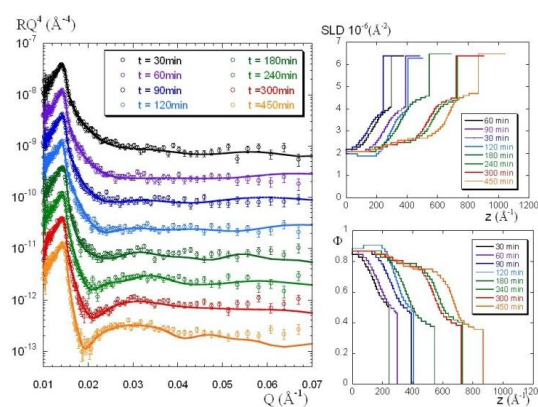 RQ⁴ (Å⁻⁴)
t = 30min t = 180min
t = 60min t = 240min
t = 90min t = 300min
t = 120min t = 450min
10⁻⁷
10⁻⁸
10⁻⁹
10⁻¹⁰
10⁻¹¹
10⁻¹²
10⁻¹³
0.01 0.02 0.03 0.04 0.05 0.06 0.07
Q (Å⁻¹)
SLD 10⁻⁶(Å⁻²)
7
6
5
4
3
2
1
0
60 min
90 min
30 min
120 min
180 min
240 min
300 min
450 min
0 200 400 600 800 1000 1200
z (Å⁻¹)
Φ
1
0.8
0.6
0.4
0.2
0
30 min
60 min
90 min
120 min
180 min
240 min
300 min
450 min
0 200 400 600 800 1000 1200
z (Å⁻¹)